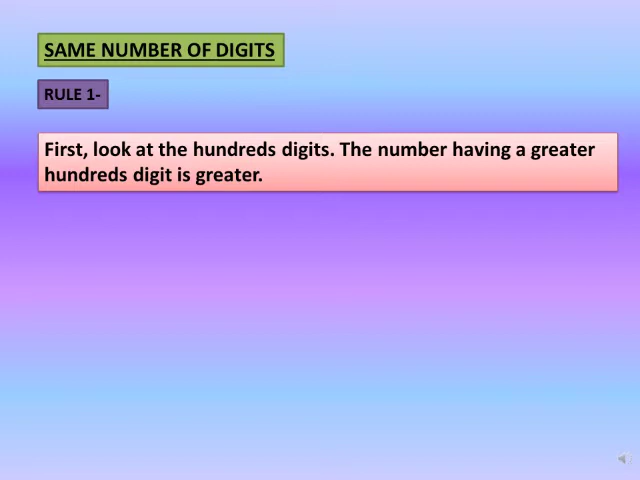 SAME NUMBER OF DIGITS
RULE 1-
First, look at the hundreds digits. The number having a greater
hundreds digit is greater.